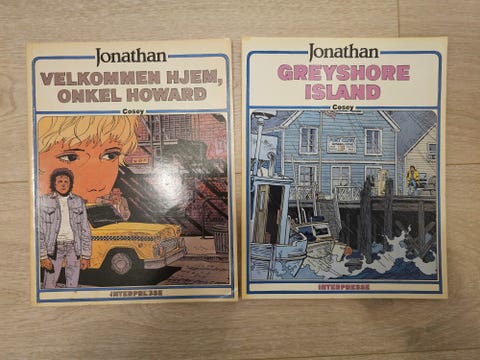 Jonathan
VELKOMMEN HJEM,
ONKEL HOWARD
Cosey
INTERPRESSE
Jonathan
GREYSHORE
ISLAND
Cosey
INTERPRESSE